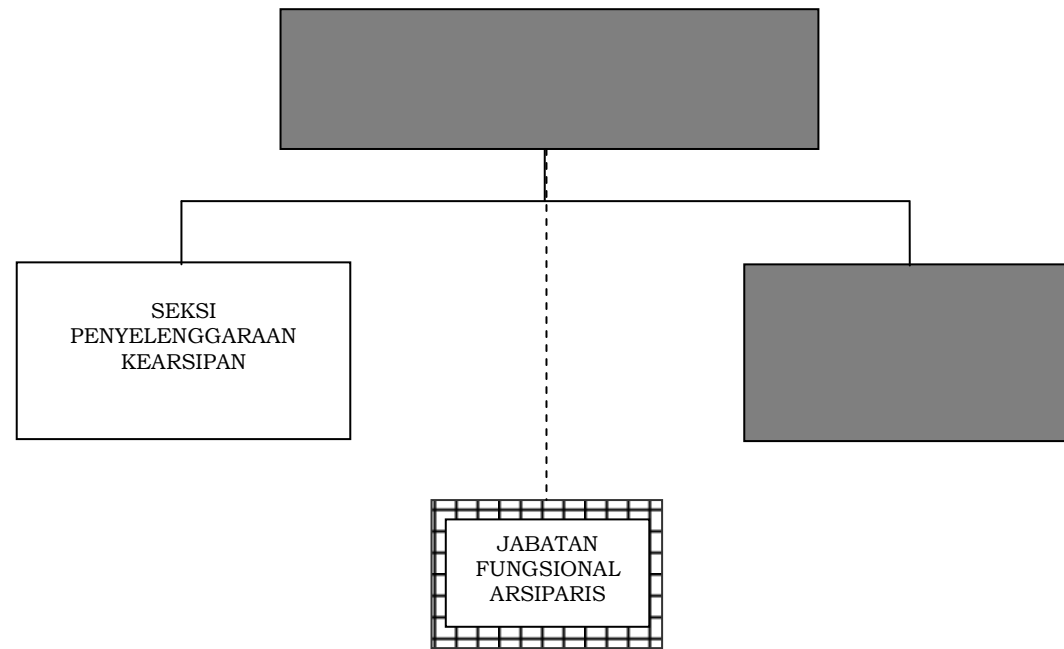 SEKSI
PENYELENGGARAAN
KEARSIPAN
JABATAN
FUNGSIONAL
ARSIPARIS